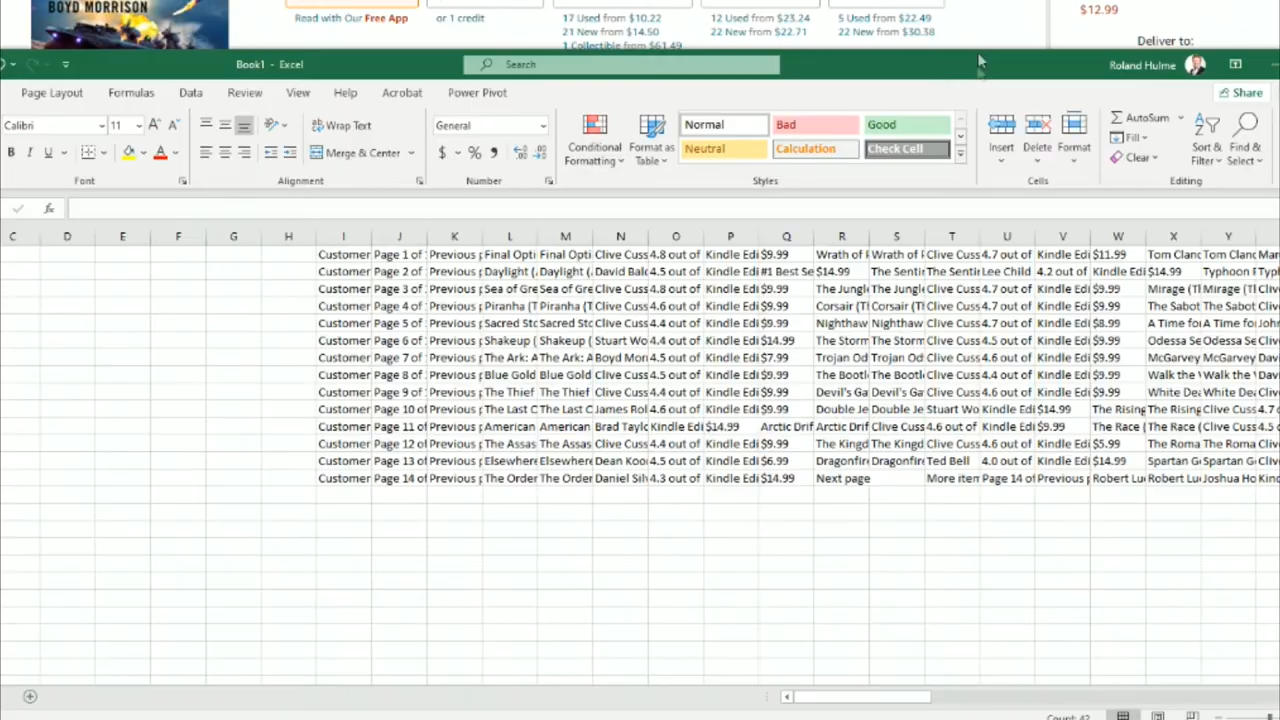 BOYD MORRISON
Read with Our Free App
or 1 credit
17 Used from $10.22
21 New from $14.50
1 Collectible from $61.49
12 Used from $23.24
22 New from $22.71
5 Used from $22.49
22 New from $30.38
$12.99
Deliver to:
Book1 - Excel
Search
Roland Hulme
Page Layout Formulas Data Review View Help Acrobat Power Pivot
Share
Calibri 11 Wrap Text General Conditional Formatting Format as Table Normal Bad Good Insert Delete Format AutoSum Sort & Filter Find & Select
B I U Merge & Center $ % Neutral Calculation Check Cell Fill Clear
Font Alignment Number Styles Cells Editing
fx
C D E F G H I J K L M N O P Q R S T U V W X Y
Customer Page 1 of Previous Final Opti Final Opti Clive Cuss 4.8 out of Kindle Edi $9.99 Wrath of Wrath of Clive Cuss 4.7 out of Kindle Edi $11.99 Tom Clanc Tom Clanc Mar
Customer Page 2 of Previous Daylight ( Daylight ( David Bald 4.5 out of Kindle Edi #1 Best Se $14.99 The Senti The Senti Lee Child 4.2 out of Kindle Edi $14.99 Typhoon
Customer Page 3 of Previous Sea of Gre Sea of Gre Clive Cuss 4.8 out of Kindle Edi $9.99 The Jungl The Jungl Clive Cuss 4.7 out of Kindle Edi $9.99 Mirage (T Mirage (T Clive
Customer Page 4 of Previous Piranha (T Piranha (T Clive Cuss 4.6 out of Kindle Edi $9.99 Corsair (T Corsair (T Clive Cuss 4.7 out of Kindle Edi $9.99 The Sabot The Sabot Clive
Customer Page 5 of Previous Sacred Sto Sacred Sto Clive Cuss 4.4 out of Kindle Edi $9.99 Nighthaw Nighthaw Clive Cuss 4.7 out of Kindle Edi $8.99 A Time fo A Time fo John
Customer Page 6 of Previous Shakeup ( Shakeup ( Stuart Wo 4.4 out of Kindle Edi $14.99 The Storm The Storm Clive Cuss 4.5 out of Kindle Edi $9.99 Odessa Se Odessa Se Clive
Customer Page 7 of Previous The Ark: A The Ark: A Boyd Mor 4.5 out of Kindle Edi $7.99 Trojan Od Trojan Od Clive Cuss 4.6 out of Kindle Edi $9.99 McGarvey McGarvey Dav
Customer Page 8 of Previous Blue Gold Blue Gold Clive Cuss 4.5 out of Kindle Edi $9.99 The Bootl The Bootl Clive Cuss 4.6 out of Kindle Edi $9.99 Walk the Walk the Dav
Customer Page 9 of Previous The Thief The Thief Clive Cuss 4.4 out of Kindle Edi $9.99 Devil's Ga Devil's Ga Clive Cuss 4.4 out of Kindle Edi $9.99 White Dea White Dea Clive
Customer Page 10 of Previous The Last C The Last C James Rol 4.6 out of Kindle Edi $9.99 Double Je Double Je Stuart Wo Kindle Edi $14.99 The Rising The Rising Clive Cuss 4.7
Customer Page 11 of Previous American American Brad Taylo Kindle Edi $14.99 Arctic Drif Arctic Drif Clive Cuss 4.6 out of Kindle Edi $9.99 The Race ( The Race ( Clive Cuss 4.5
Customer Page 12 of Previous The Assas The Assas Clive Cuss 4.4 out of Kindle Edi $9.99 The Kingd The Kingd Clive Cuss 4.6 out of Kindle Edi $5.99 The Roma The Roma Clive
Customer Page 13 of Previous Elsewhere Elsewhere Dean Koo 4.5 out of Kindle Edi $6.99 Dragonfire Dragonfire Ted Bell 4.0 out of Kindle Edi $14.99 Spartan G Spartan G Clive
Customer Page 14 of Previous The Order The Order Daniel Silv 4.3 out of Kindle Edi $14.99 Next page More item Page 14 of Previous Robert Lu Robert Lu Joshua Ho Kind
Count: 42